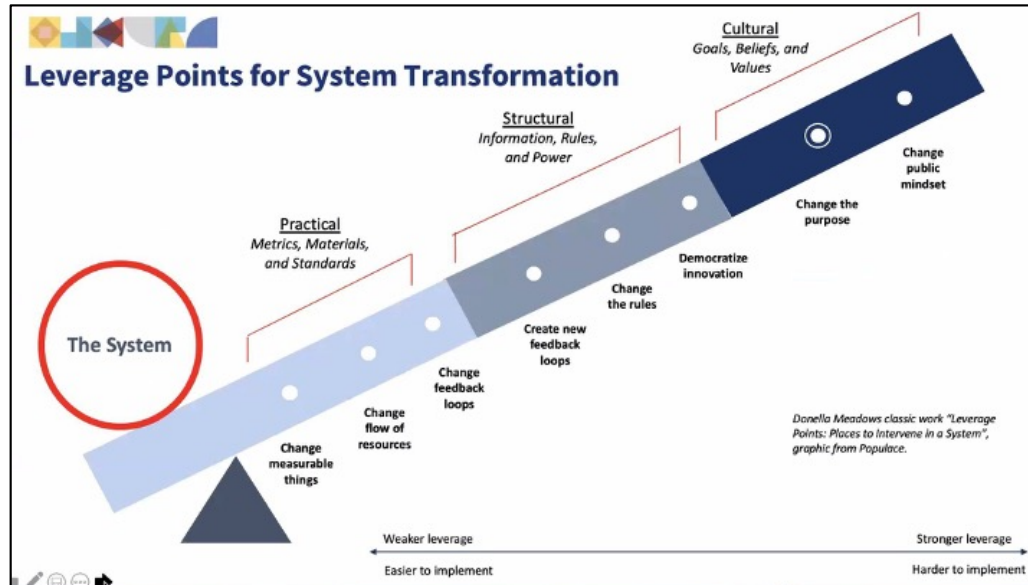 Leverage Points for System Transformation
Cultural
Goals, Beliefs, and
Values
Structural
Information, Rules,
and Power
Practical
Metrics, Materials,
and Standards
The System
Change
measurable
things
Change
flow of
resources
Change
feedback
loops
Create new
feedback
loops
Change
the rules
Democratize
innovation
Change the
purpose
Change
public
mindset
Donella Meadows classic work “Leverage
Points: Places to Intervene in a System”,
graphic from Populace.
Weaker leverage
Stronger leverage
Easier to implement
Harder to implement